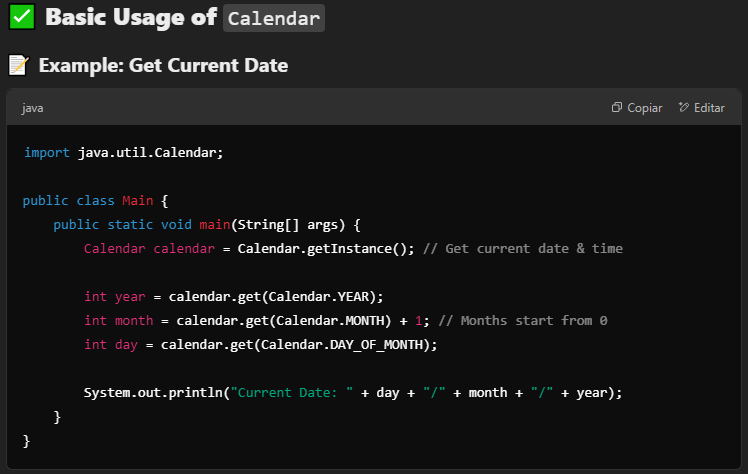 ✅ Basic Usage of Calendar
📝 Example: Get Current Date
java Copiar Editar
import java.util.Calendar;
public class Main {
    public static void main(String[] args) {
        Calendar calendar = Calendar.getInstance(); // Get current date & time
        int year = calendar.get(Calendar.YEAR);
        int month = calendar.get(Calendar.MONTH) + 1; // Months start from 0
        int day = calendar.get(Calendar.DAY_OF_MONTH);
        System.out.println("Current Date: " + day + "/" + month + "/" + year);
    }
}